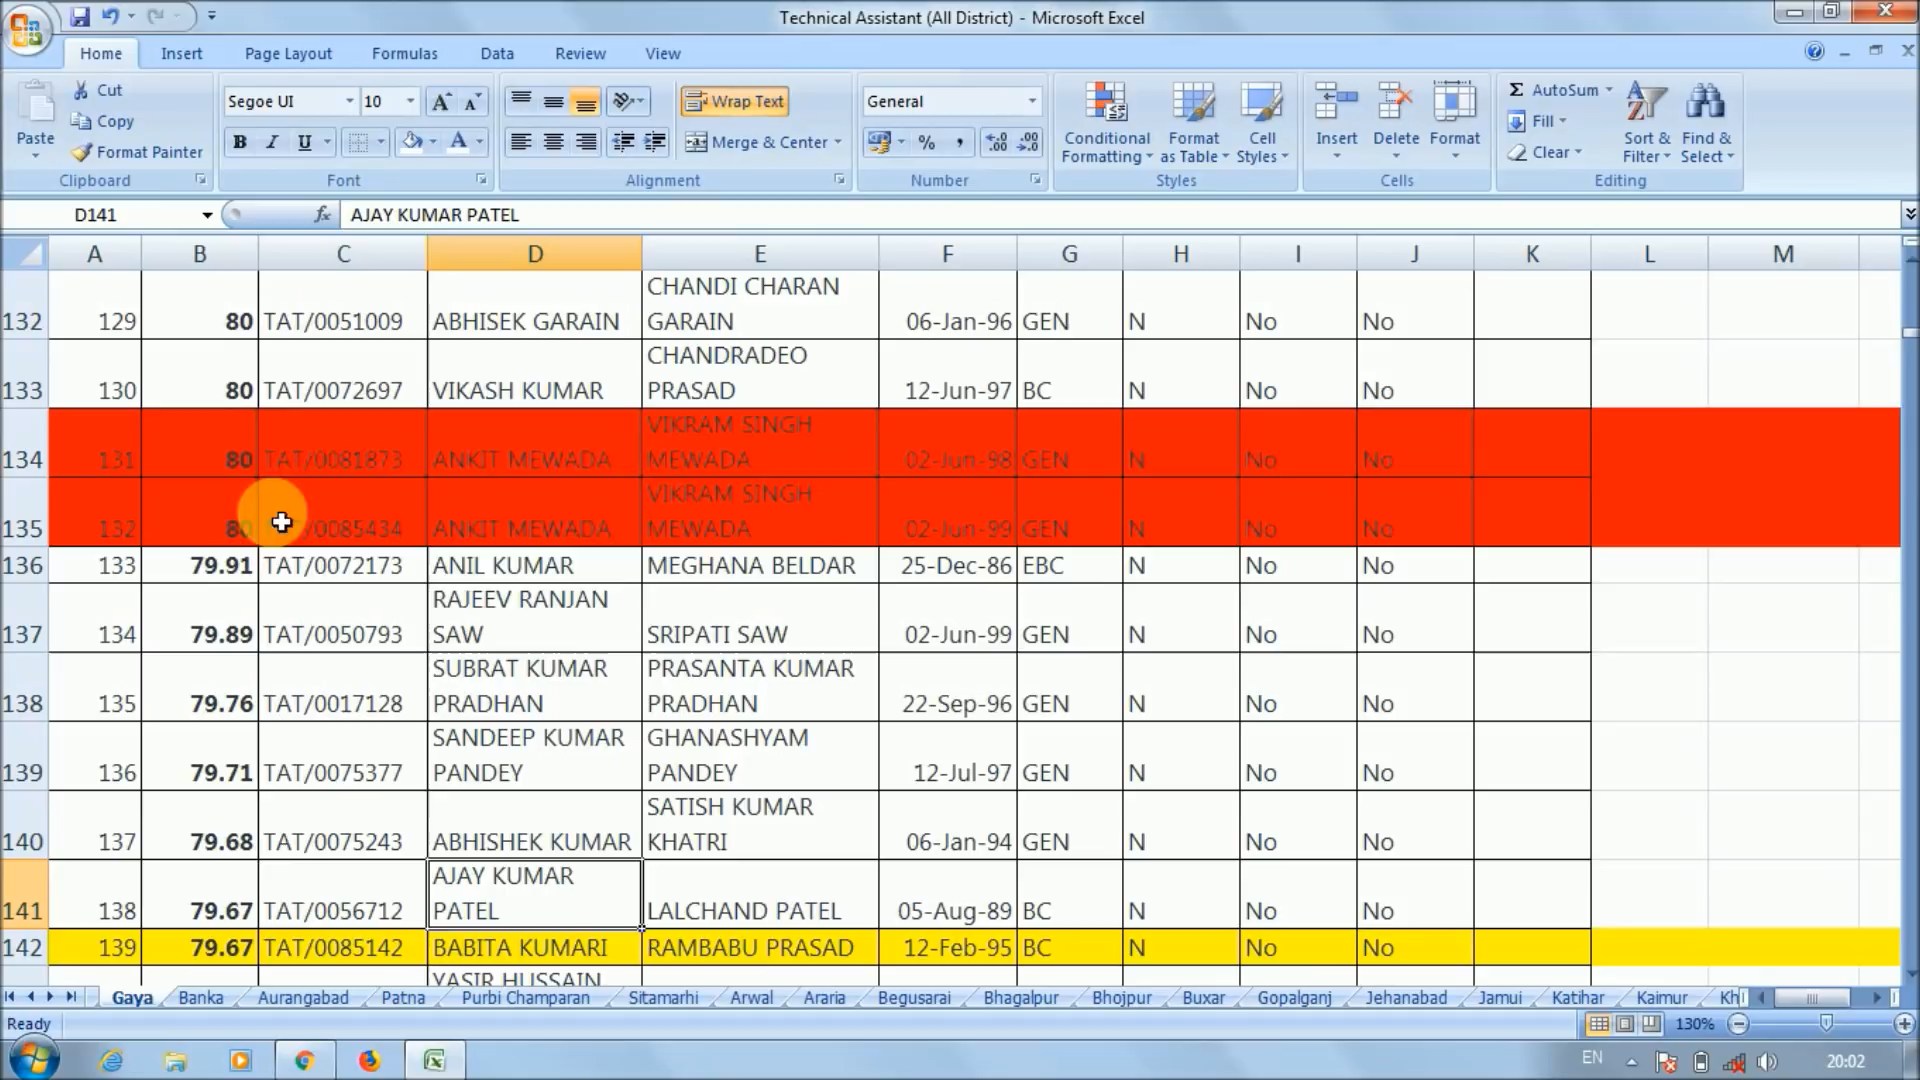 Technical Assistant (All District) - Microsoft Excel
Home Insert Page Layout Formulas Data Review View
Paste
Cut
Copy
Format Painter
Clipboard
Segoe UI 10
B I U
Font
Wrap Text
Merge & Center
Alignment
General
%
Number
Conditional Formatting
Format as Table
Cell Styles
Styles
Insert Delete Format
Cells
AutoSum
Fill
Clear
Sort & Filter
Find & Select
Editing
D141 fx AJAY KUMAR PATEL
A B C D E F G H I J K L M
132 129 80 TAT/0051009 ABHISEK GARAIN CHANDI CHARAN GARAIN 06-Jan-96 GEN N No No
133 130 80 TAT/0072697 VIKASH KUMAR CHANDRADEO PRASAD 12-Jun-97 BC N No No
134 131 80 TAT/0081873 ANKIT MEWADA VIKRAM SINGH MEWADA 02-Jun-98 GEN N No No
135 132 80 /0085434 ANKIT MEWADA VIKRAM SINGH MEWADA 02-Jun-99 GEN N No No
136 133 79.91 TAT/0072173 ANIL KUMAR MEGHANA BELDAR 25-Dec-86 EBC N No No
137 134 79.89 TAT/0050793 RAJEEV RANJAN SAW SRIPATI SAW 02-Jun-99 GEN N No No
138 135 79.76 TAT/0017128 SUBRAT KUMAR PRADHAN PRASANTA KUMAR PRADHAN 22-Sep-96 GEN N No No
139 136 79.71 TAT/0075377 SANDEEP KUMAR PANDEY GHANASHYAM PANDEY 12-Jul-97 GEN N No No
140 137 79.68 TAT/0075243 ABHISHEK KUMAR SATISH KUMAR KHATRI 06-Jan-94 GEN N No No
141 138 79.67 TAT/0056712 AJAY KUMAR PATEL LALCHAND PATEL 05-Aug-89 BC N No No
142 139 79.67 TAT/0085142 BABITA KUMARI RAMBABU PRASAD 12-Feb-95 BC N No No
YASIR HUSSAIN
Gaya Banka Aurangabad Patna Purbi Champaran Sitamarhi Arwal Araria Begusarai Bhagalpur Bhojpur Buxar Gopalganj Jehanabad Jamui Katihar Kaimur Kh
Ready 130%
EN 20:02